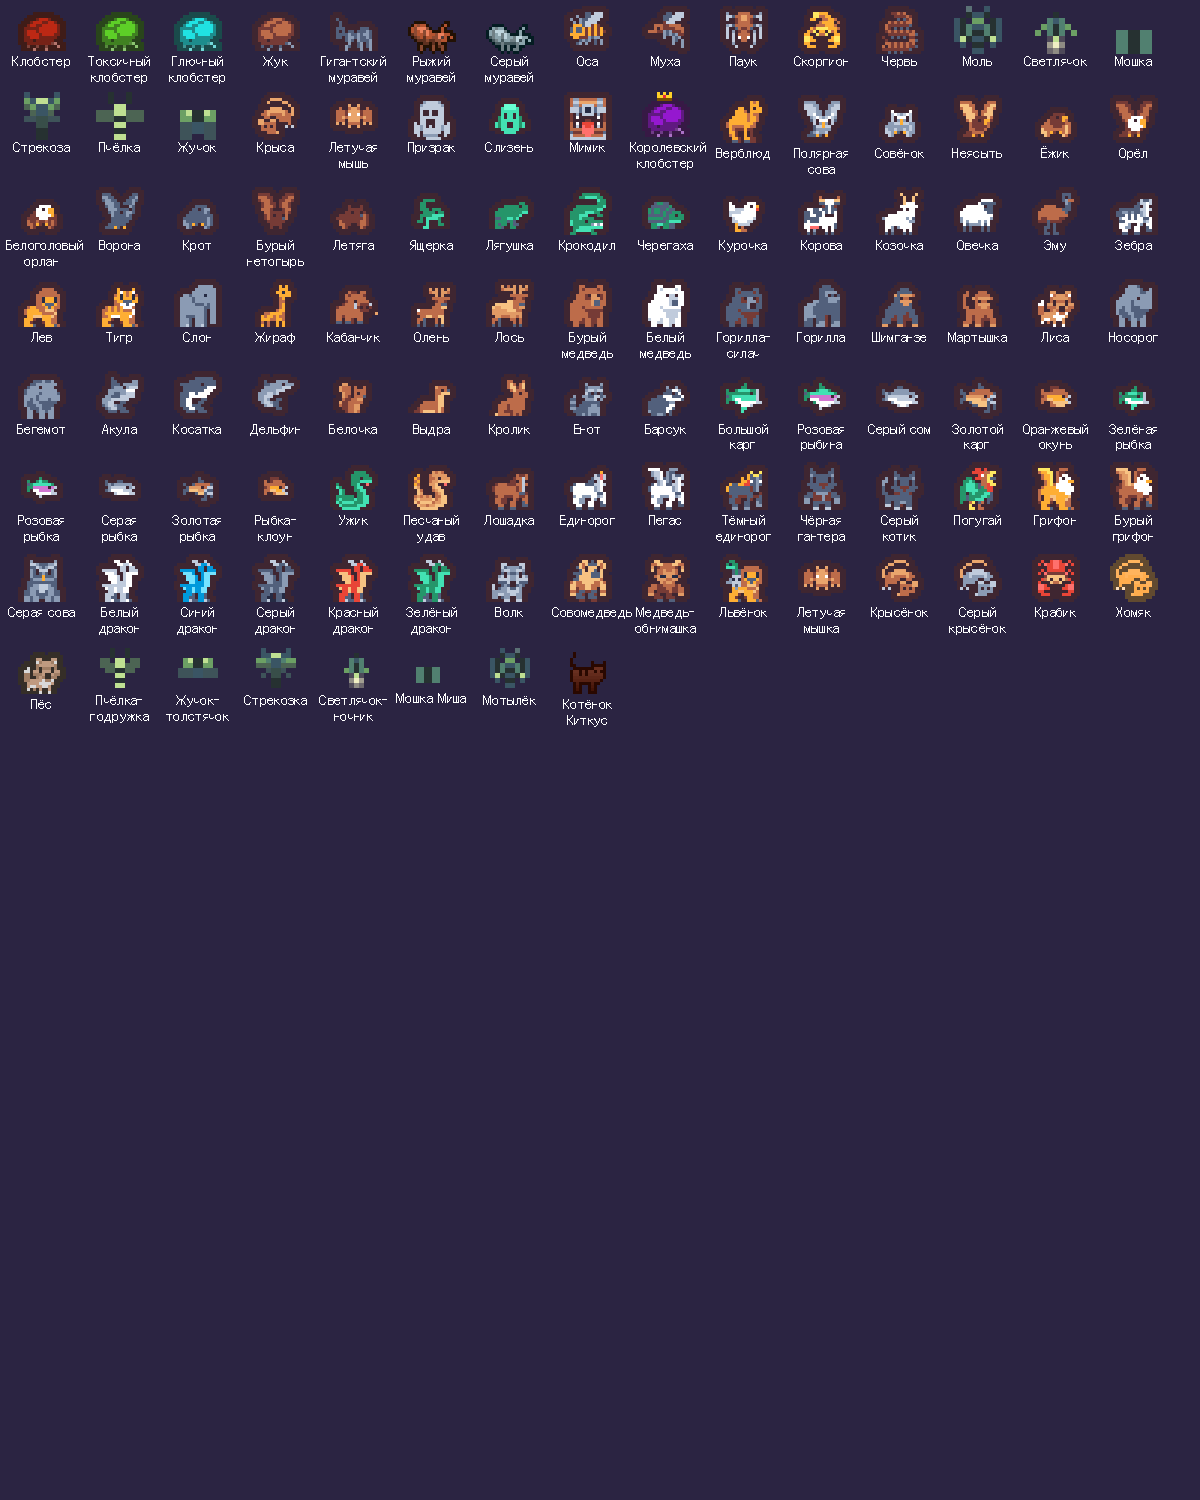 Клобстер
Токсичный
клобстер
Глючный
клобстер
Жук
Гигантский
муравей
Рыжий
муравей
Серый
муравей
Оса
Муха
Паук
Скорпион
Червь
Моль
Светлячок
Мошка
Стрекоза
Пчёлка
Жучок
Крыса
Летучая
мышь
Призрак
Слизень
Мимик
Королевский
клобстер
Верблюд
Полярная
сова
Совёнок
Неясыть
Ёжик
Орёл
Белоголовый
орлан
Ворона
Крот
Бурый
нетопырь
Летяга
Ящерка
Лягушка
Крокодил
Черепаха
Курочка
Корова
Козочка
Овечка
Эму
Зебра
Лев
Тигр
Слон
Жираф
Кабанчик
Олень
Лось
Бурый
медведь
Белый
медведь
Горилла-
силач
Горилла
Шимпанзе
Мартышка
Лиса
Носорог
Бегемот
Акула
Косатка
Дельфин
Белочка
Выдра
Кролик
Енот
Барсук
Большой
карп
Розовая
рыбина
Серый сом
Золотой
карп
Оранжевый
окунь
Зелёная
рыбка
Розовая
рыбка
Серая
рыбка
Золотая
рыбка
Рыбка-
клоун
Ужик
Песчаный
удав
Лошадка
Единорог
Пегас
Тёмный
единорог
Чёрная
пантера
Серый
котик
Попугай
Грифон
Бурый
грифон
Серая сова
Белый
дракон
Синий
дракон
Серый
дракон
Красный
дракон
Зелёный
дракон
Волк
Совомедведь
Медведь-
обнимашка
Львёнок
Летучая
мышка
Крысёнок
Серый
крысёнок
Крабик
Хомяк
Пёс
Пчёлка-
подружка
Жучок-
толстячок
Стрекозка
Светлячок-
ночник
Мошка Миша
Мотылёк
Котёнок
Киткус